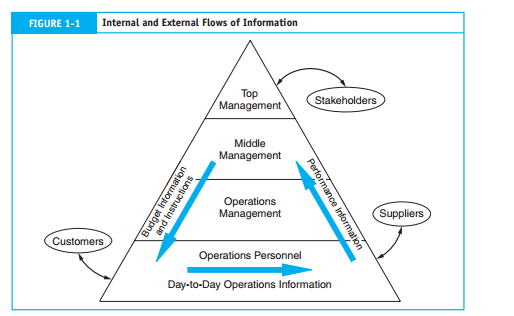 FIGURE 1-1
Internal and External Flows of Information
Top
Management
Stakeholders
Middle
Management
Budget Information
and Instructions
Performance Information
Operations
Management
Suppliers
Customers
Operations Personnel
Day-to-Day Operations Information